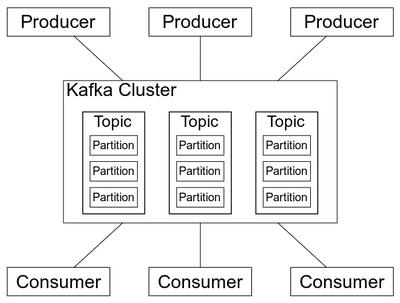 Producer Producer Producer
Kafka Cluster
Topic Topic Topic
Partition Partition Partition
Partition Partition Partition
Partition Partition Partition
Consumer Consumer Consumer